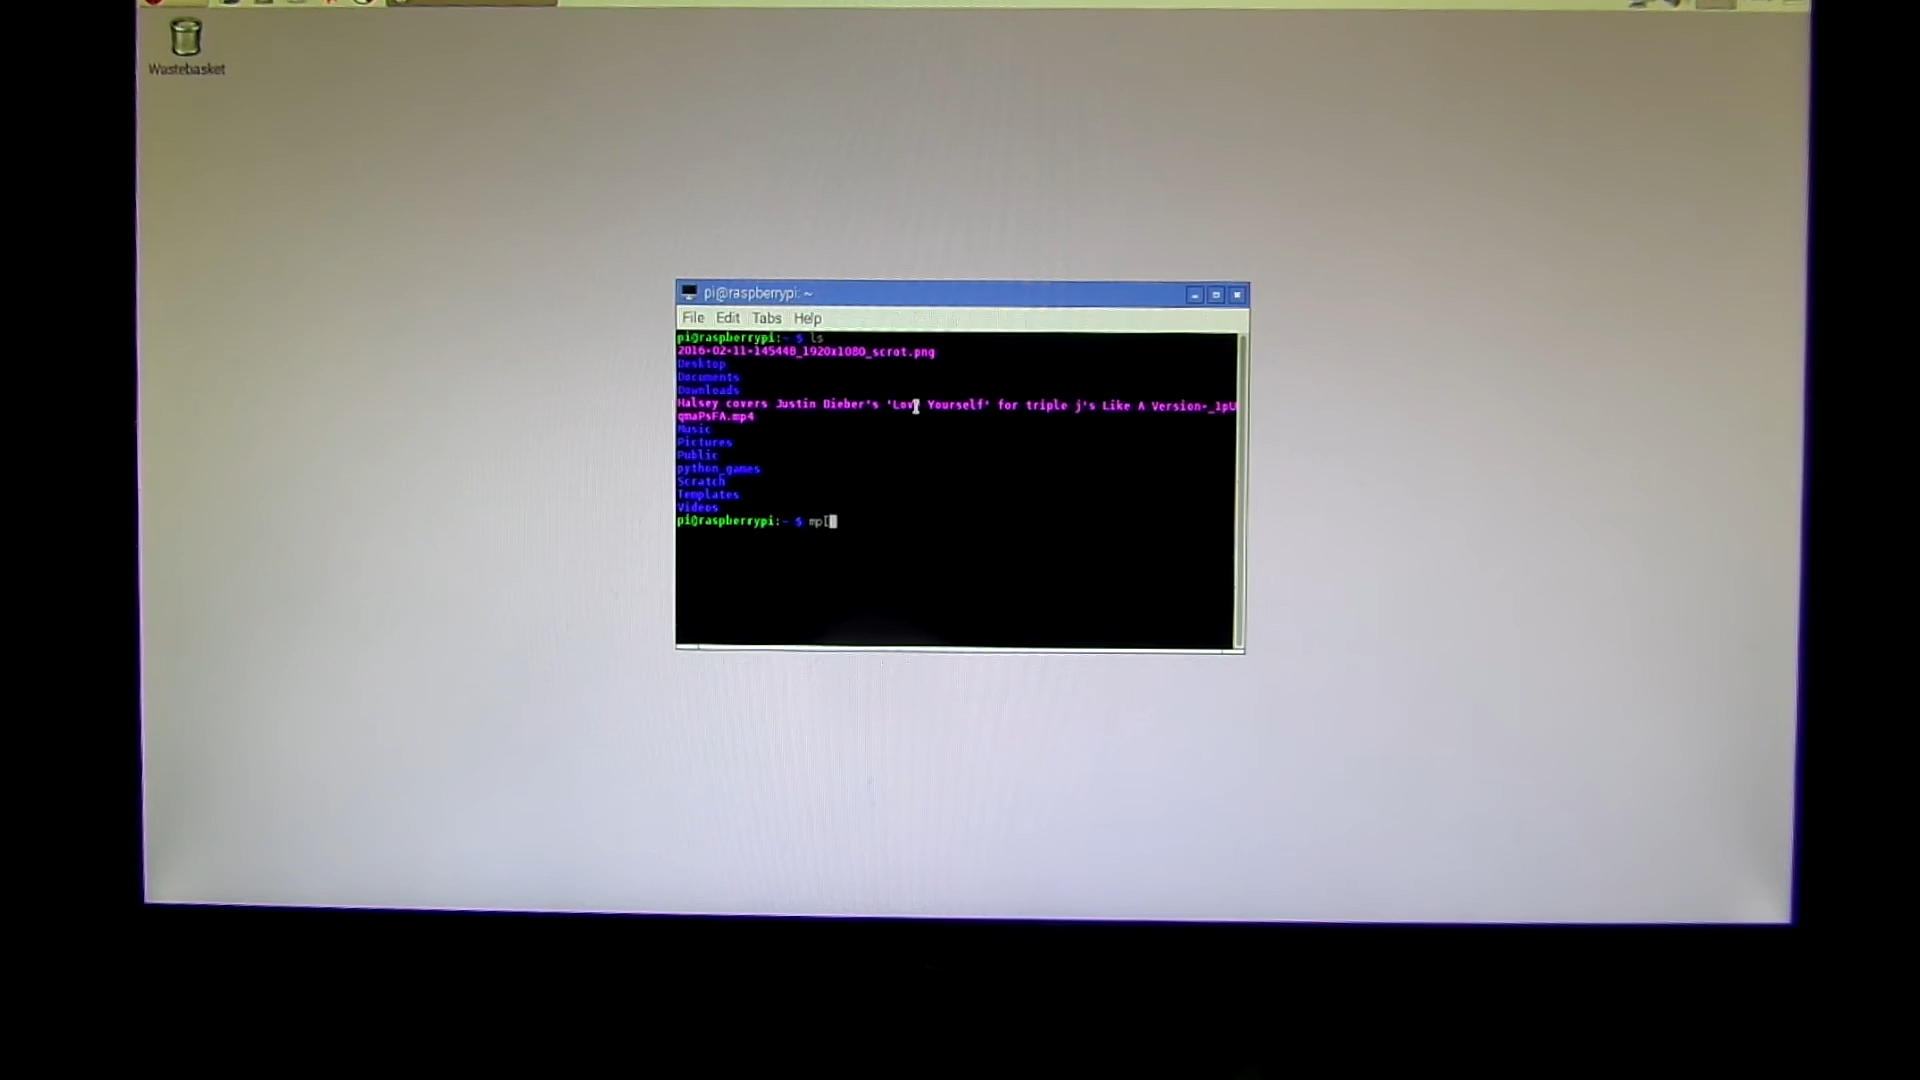 Wastebasket
pi@raspberrypi: ~
File Edit Tabs Help
pi@raspberrypi:~ $ ls
2016-02-11-145448_1920x1080_scrot.png
Desktop
Documents
Downloads
Halsey covers Justin Bieber's 'Love Yourself' for triple j's Like A Version-_1pU
qmaPsFA.mp4
Music
Pictures
Public
python_games
Scratch
Templates
Videos
pi@raspberrypi:~ $ mpl